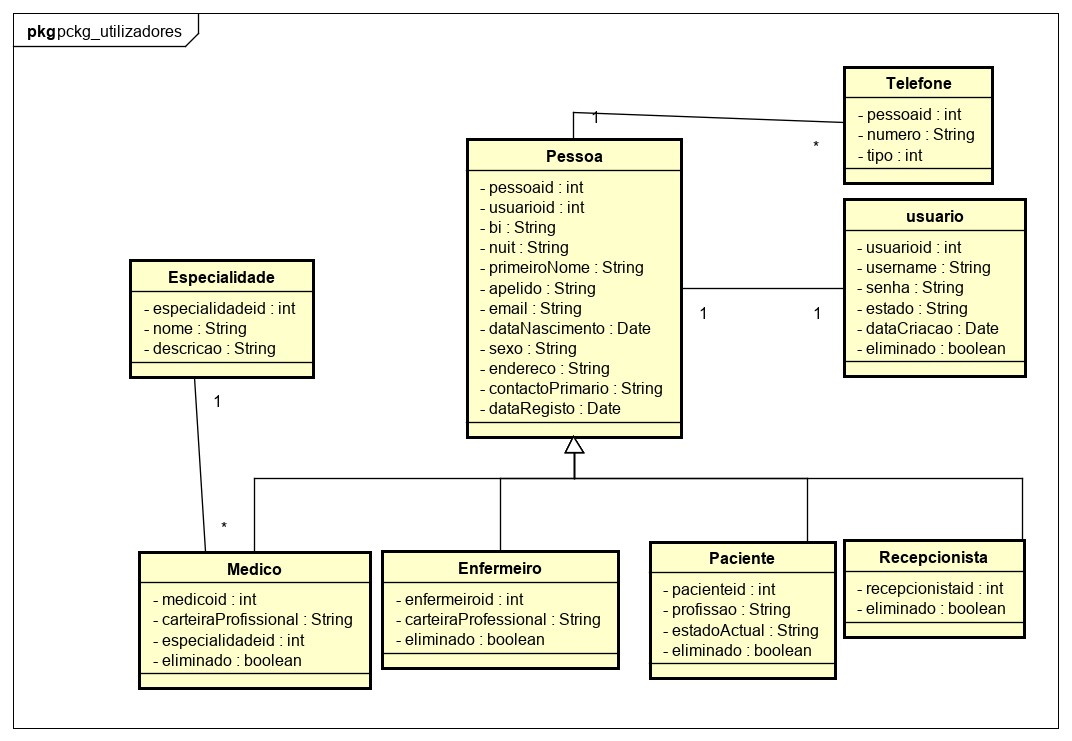 pkg pckg_utilizadores
Telefone
- pessoaid : int
- numero : String
- tipo : int
1
*
Pessoa
- pessoaid : int
- usuarioid : int
- bi : String
- nuit : String
- primeiroNome : String
- apelido : String
- email : String
- dataNascimento : Date
- sexo : String
- endereco : String
- contactoPrimario : String
- dataRegisto : Date
usuario
- usuarioid : int
- username : String
- senha : String
- estado : String
- dataCriacao : Date
- eliminado : boolean
1
1
Especialidade
- especialidadeid : int
- nome : String
- descricao : String
1
*
Medico
- medicoid : int
- carteiraProfissional : String
- especialidadeid : int
- eliminado : boolean
Enfermeiro
- enfermeiroid : int
- carteiraProfessional : String
- eliminado : boolean
Paciente
- pacienteid : int
- profissao : String
- estadoActual : String
- eliminado : boolean
Recepcionista
- recepcionistaid : int
- eliminado : boolean